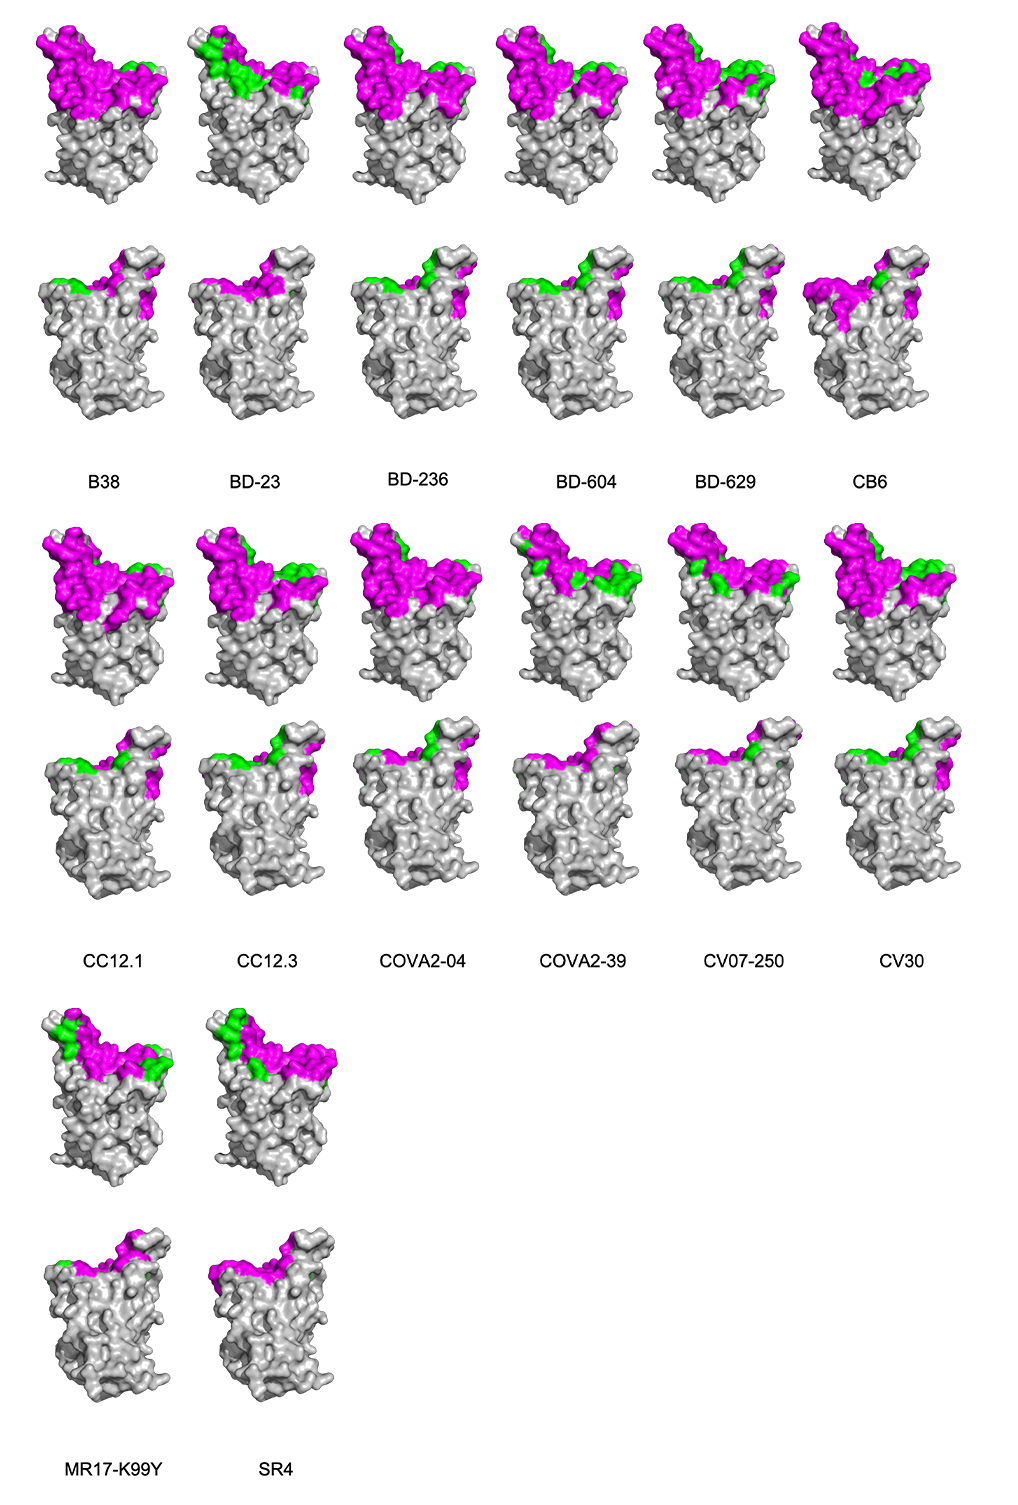 B38 BD-23 BD-236 BD-604 BD-629 CB6
CC12.1 CC12.3 COVA2-04 COVA2-39 CV07-250 CV30
MR17-K99Y SR4